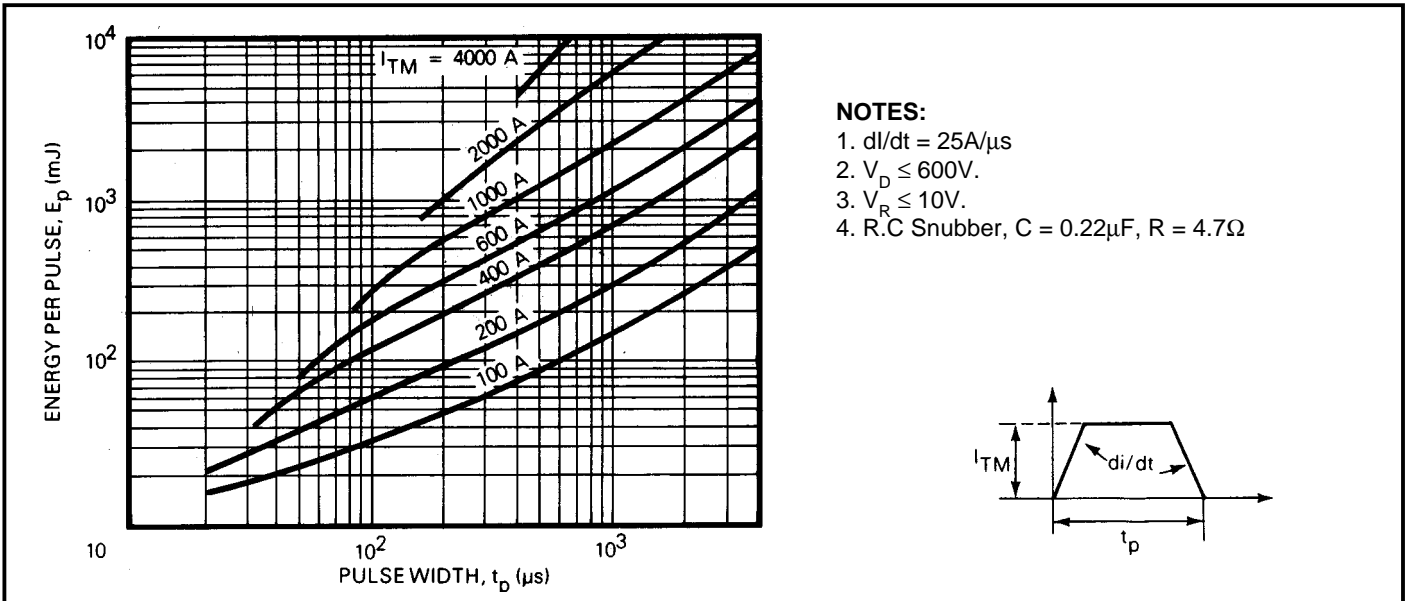 10⁴
I_TM = 4000 A
2000 A
1000 A
600 A
400 A
200 A
100 A
10³
10²
10
10²
10³
ENERGY PER PULSE, E_p (mJ)
PULSE WIDTH, t_p (µs)
NOTES:
1. dI/dt = 25A/µs
2. V_D ≤ 600V.
3. V_R ≤ 10V.
4. R.C Snubber, C = 0.22µF, R = 4.7Ω
I_TM
di/dt
t_p